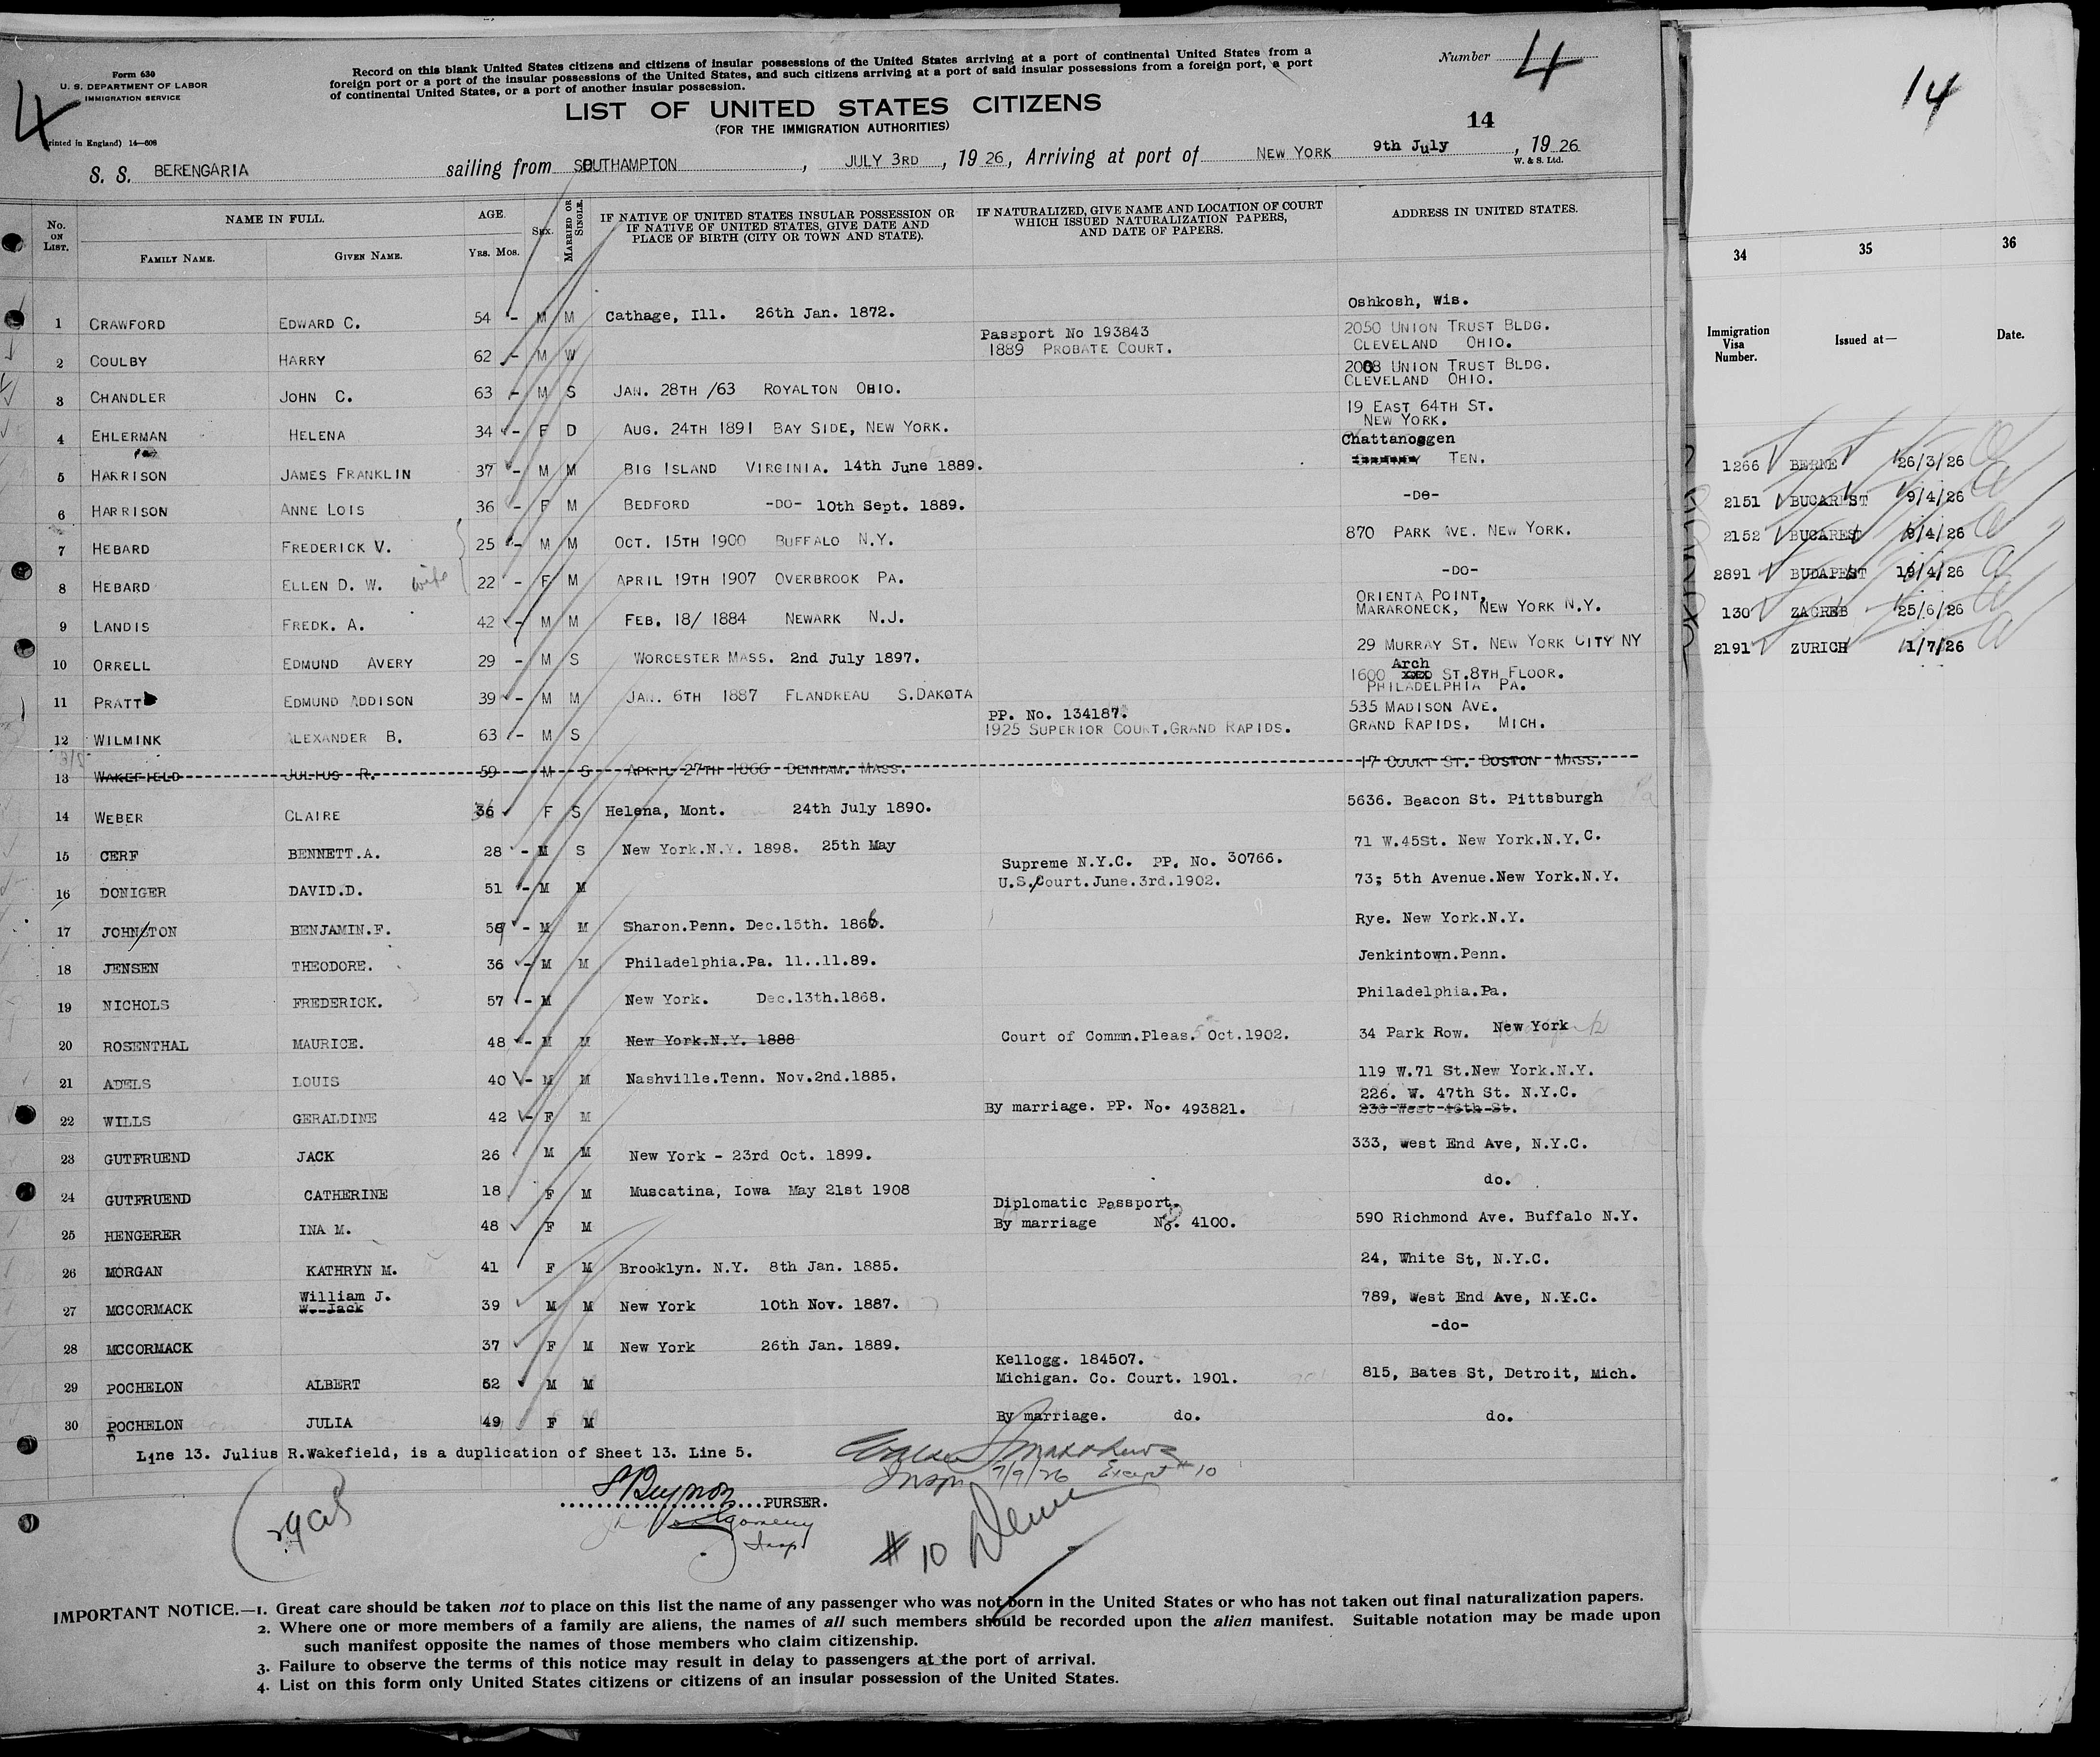 4
Form 630
U. S. DEPARTMENT OF LABOR
IMMIGRATION SERVICE
rinted in England) 14—608
Record on this blank United States citizens and citizens of insular possessions of the United States arriving at a port of continental United States from a
foreign port or a port of the insular possessions of the United States, and such citizens arriving at a port of said insular possessions from a foreign port, a port
of continental United States, or a port of another insular possession.
Number 4
LIST OF UNITED STATES CITIZENS
(FOR THE IMMIGRATION AUTHORITIES)
14
S. S. BERENGARIA sailing from SOUTHAMPTON , JULY 3RD , 19 26, Arriving at port of NEW YORK 9th July , 19 26
W. & S. Ltd.
No. ON LIST. NAME IN FULL. AGE. SEX. MARRIED OR SINGLE. IF NATIVE OF UNITED STATES INSULAR POSSESSION OR IF NATIVE OF UNITED STATES, GIVE DATE AND PLACE OF BIRTH (CITY OR TOWN AND STATE). IF NATURALIZED, GIVE NAME AND LOCATION OF COURT WHICH ISSUED NATURALIZATION PAPERS, AND DATE OF PAPERS. ADDRESS IN UNITED STATES.
FAMILY NAME. GIVEN NAME. YRS. MOS.
1 CRAWFORD EDWARD C. 54 - M M Cathage, Ill. 26th Jan. 1872. Oshkosh, Wis.
2 COULBY HARRY 62 - M W Passport No 193843 1889 PROBATE COURT. 2050 UNION TRUST BLDG. CLEVELAND OHIO.
3 CHANDLER JOHN C. 63 - M S JAN. 28TH /63 ROYALTON OHIO. 2008 UNION TRUST BLDG. CLEVELAND OHIO.
4 EHLERMAN HELENA 34 - F D AUG. 24TH 1891 BAY SIDE, NEW YORK. 19 EAST 64TH ST. NEW YORK.
5 HARRISON JAMES FRANKLIN 37 - M M BIG ISLAND VIRGINIA. 14th June 1889. Chattanoggen TEN.
6 HARRISON ANNE LOIS 36 - F M BEDFORD -DO- 10th Sept. 1889. -DO-
7 HEBARD FREDERICK V. 25 - M M OCT. 15TH 1900 BUFFALO N.Y. 870 PARK AVE. NEW YORK.
8 HEBARD ELLEN D. W. wife 22 - F M APRIL 19TH 1907 OVERBROOK PA. -DO-
9 LANDIS FREDK. A. 42 - M M FEB. 18/ 1884 NEWARK N.J. ORIENTA POINT, MARARONECK, NEW YORK N.Y.
10 ORRELL EDMUND AVERY 29 - M S WORCESTER MASS. 2nd July 1897. 29 MURRAY ST. NEW YORK CITY NY
11 PRATT EDMUND ADDISON 39 - M M JAN. 6TH 1887 FLANDREAU S.DAKOTA 1600 Arch ST.8TH FLOOR. PHILADELPHIA PA.
12 WILMINK ALEXANDER B. 63 - M S PP. No. 134187. 1925 SUPERIOR COURT.GRAND RAPIDS. 535 MADISON AVE. GRAND RAPIDS. MICH.
13 WAKEFIELD JULIUS R. 59 - M S APRIL 27TH 1866 DENHAM. MASS. 17 COURT ST. BOSTON MASS.
14 WEBER CLAIRE 36 F S Helena, Mont. 24th July 1890. 5636. Beacon St. Pittsburgh Pa
15 CERF BENNETT.A. 28 - M S New York.N.Y. 1898. 25th May 71 W.45St. New York.N.Y.C.
16 DONIGER DAVID.D. 51 - M M Supreme N.Y.C. PP. No. 30766. U.S.Court.June.3rd.1902. 73; 5th Avenue.New York.N.Y.
17 JOHNSTON BENJAMIN.F. 59 - M M Sharon.Penn. Dec.15th. 1866. Rye. New York.N.Y.
18 JENSEN THEODORE. 36 - M M Philadelphia.Pa. 11..11.89. Jenkintown.Penn.
19 NICHOLS FREDERICK. 57 - M New York. Dec.13th.1868. Philadelphia.Pa.
20 ROSENTHAL MAURICE. 48 - M M New York.N.Y. 1888 Court of Commn.Pleas. Oct.1902. 34 Park Row. New York
21 ADELS LOUIS 40 - M M Nashville.Tenn. Nov.2nd.1885. 119 W.71 St.New York.N.Y.
22 WILLS GERALDINE 42 - F M By marriage. PP. No. 493821. 226. W. 47th St. N.Y.C. 230 West 46th St.
23 GUTFRUEND JACK 26 M M New York - 23rd Oct. 1899. 333, west End Ave, N.Y.C.
24 GUTFRUEND CATHERINE 18 F M Muscatina, Iowa May 21st 1908 do.
25 HENGERER INA M. 48 F M Diplomatic Passport. By marriage No. 4100. 590 Richmond Ave. Buffalo N.Y.
26 MORGAN KATHRYN M. 41 F M Brooklyn. N.Y. 8th Jan. 1885. 24, White St, N.Y.C.
27 MCCORMACK William J. W. Jack 39 M M New York 10th Nov. 1887. 789, West End Ave, N.Y.C.
28 MCCORMACK 37 F M New York 26th Jan. 1889. -do-
29 POCHELON ALBERT 52 M M Kellogg. 184507. Michigan. Co. Court. 1901. 815, Bates St, Detroit, Mich.
30 POCHELON JULIA 49 F M By marriage. do. do.
Line 13. Julius R.Wakefield, is a duplication of Sheet 13. Line 5.
Insp 7/9/26 Except #10
PURSER.
Insp
# 10
IMPORTANT NOTICE.—1. Great care should be taken not to place on this list the name of any passenger who was not born in the United States or who has not taken out final naturalization papers.
2. Where one or more members of a family are aliens, the names of all such members should be recorded upon the alien manifest. Suitable notation may be made upon
such manifest opposite the names of those members who claim citizenship.
3. Failure to observe the terms of this notice may result in delay to passengers at the port of arrival.
4. List on this form only United States citizens or citizens of an insular possession of the United States.
14
34 35 36
Immigration Visa Number. Issued at— Date.
1266 BERNE 26/3/26
2151 BUCAREST 9/4/26
2152 BUCAREST 9/4/26
2891 BUDAPEST 19/4/26
130 ZAGREB 25/6/26
2191 ZURICH 1/7/26